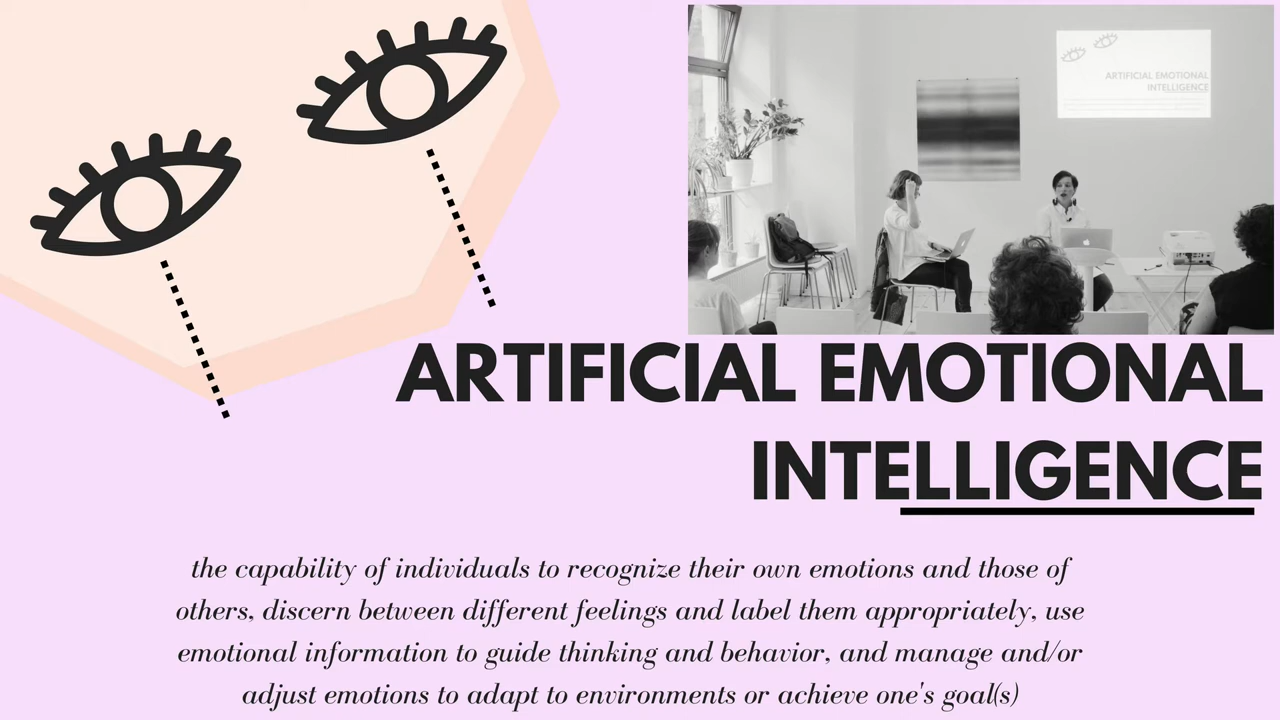 ARTIFICIAL EMOTIONAL
INTELLIGENCE
ARTIFICIAL EMOTIONAL
INTELLIGENCE
the capability of individuals to recognize their own emotions and those of
others, discern between different feelings and label them appropriately, use
emotional information to guide thinking and behavior, and manage and/or
adjust emotions to adapt to environments or achieve one's goal(s)